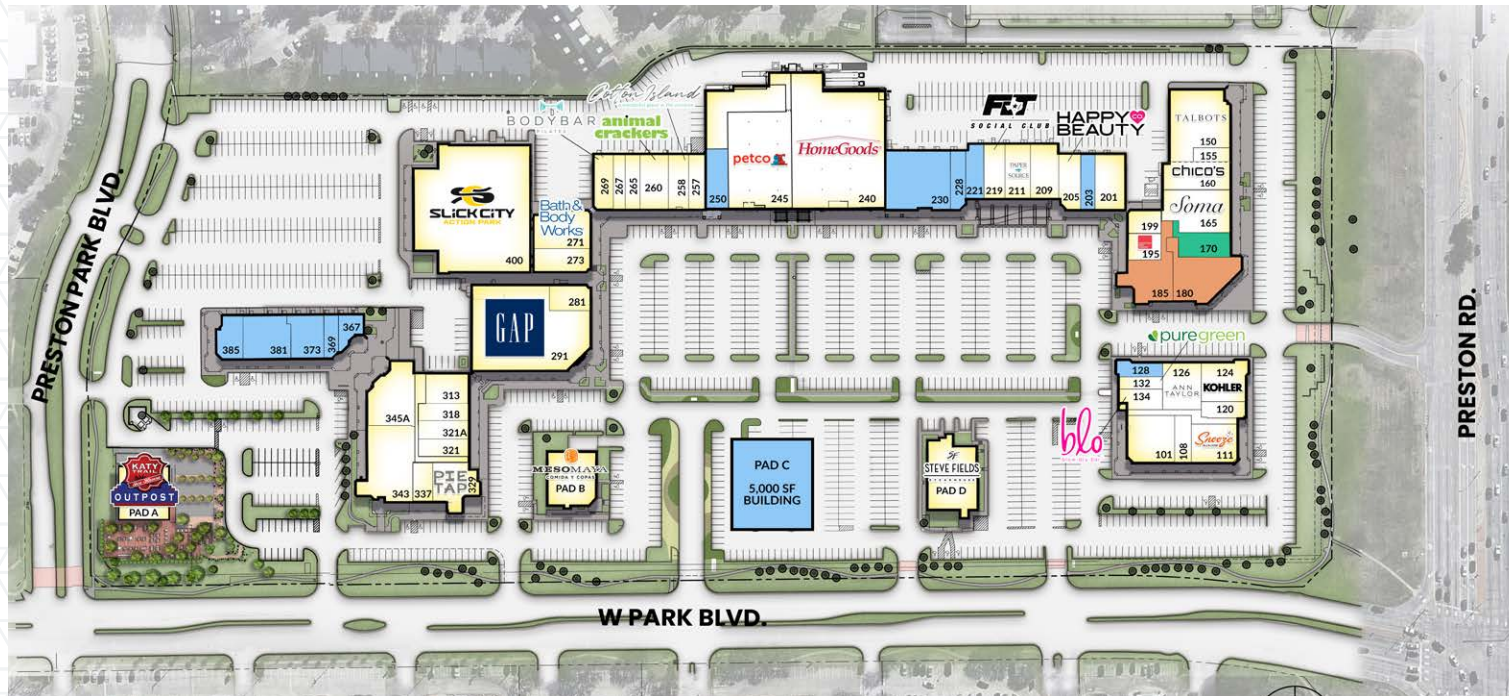 Cotton Island
BODYBAR
PILATES
animal
crackers
F&T
SOCIAL CLUB
HAPPY
BEAUTY
CO
TALBOTS
150
155
chico's
160
Soma
165
170
199
195
185
180
petco
HomeGoods
269
267
265
260
258
257
250
245
240
230
228
221
219
PAPER
SOURCE
211
209
205
203
201
SLICK CITY
ACTION PARK
400
Bath &
Body
Works
271
273
GAP
281
291
PRESTON PARK BLVD.
PRESTON RD.
385
381
373
369
367
345A
313
318
321A
321
343
337
PIE
TAP
329
KATY
TRAIL
OUTPOST
PAD A
MESOMAYA
COMIDA Y COPAS
PAD B
PAD C
5,000 SF
BUILDING
SF
STEVE FIELDS
PAD D
puregreen
128
132
134
126
124
ANN
TAYLOR
KOHLER
120
blo
101
108
Sneeze
111
W PARK BLVD.